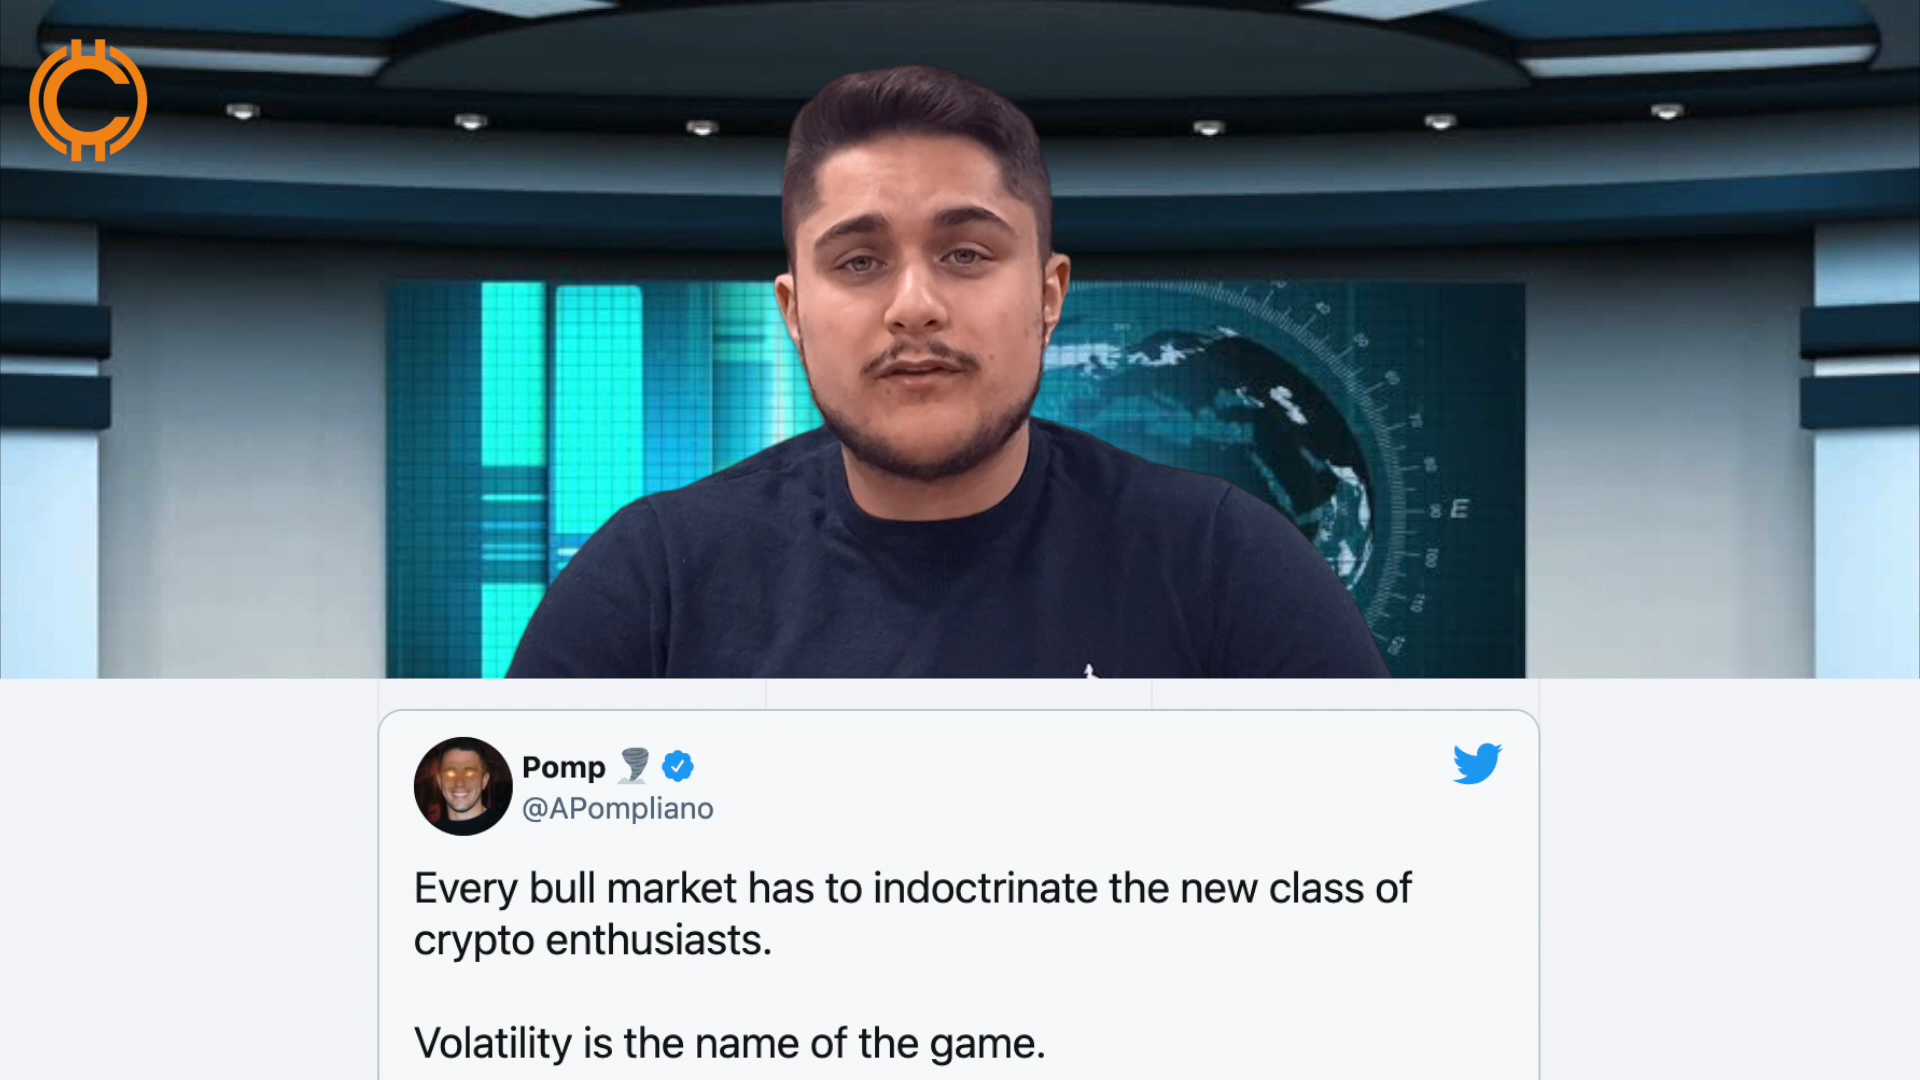 E
Pomp
@APompliano
Every bull market has to indoctrinate the new class of
crypto enthusiasts.
Volatility is the name of the game.